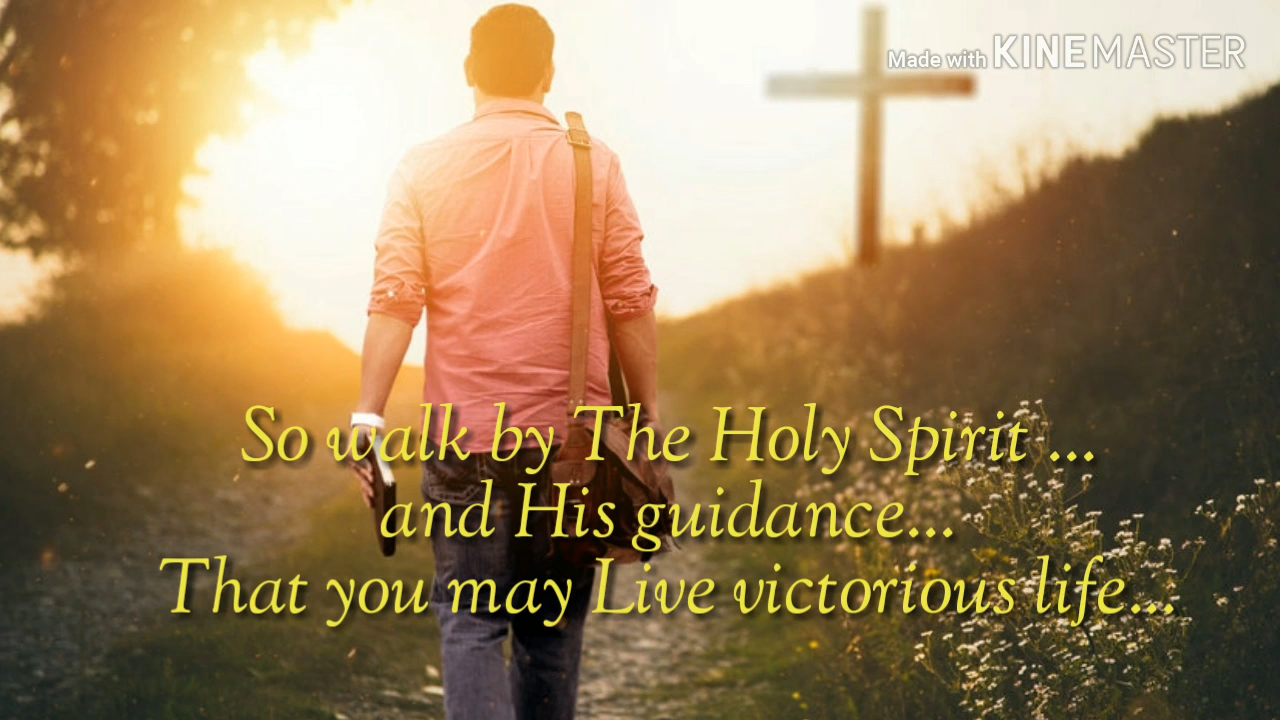 Made with KINEMASTER
So walk by The Holy Spirit ...
and His guidance...
That you may Live victorious life...